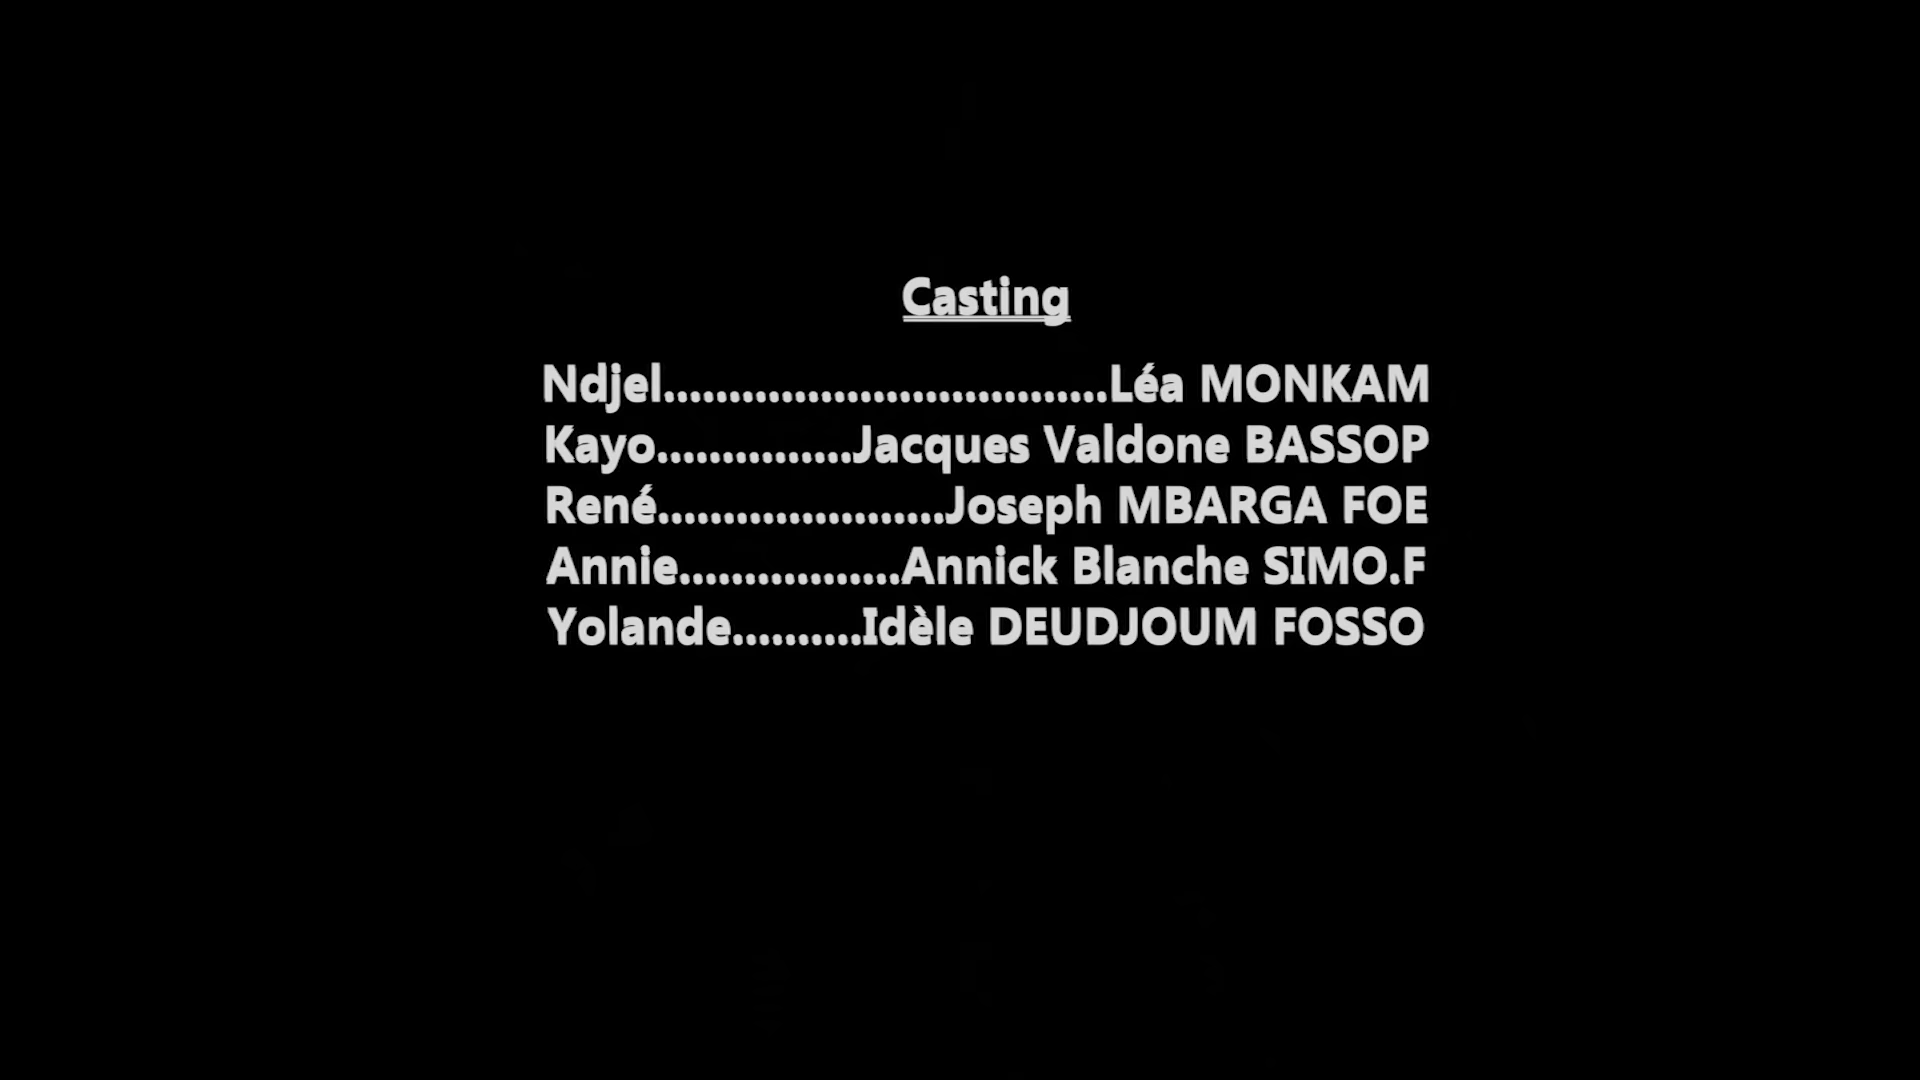 Casting
Ndjel..................................Léa MONKAM
Kayo...............Jacques Valdone BASSOP
René......................Joseph MBARGA FOE
Annie.................Annick Blanche SIMO.F
Yolande..........Idèle DEUDJOUM FOSSO